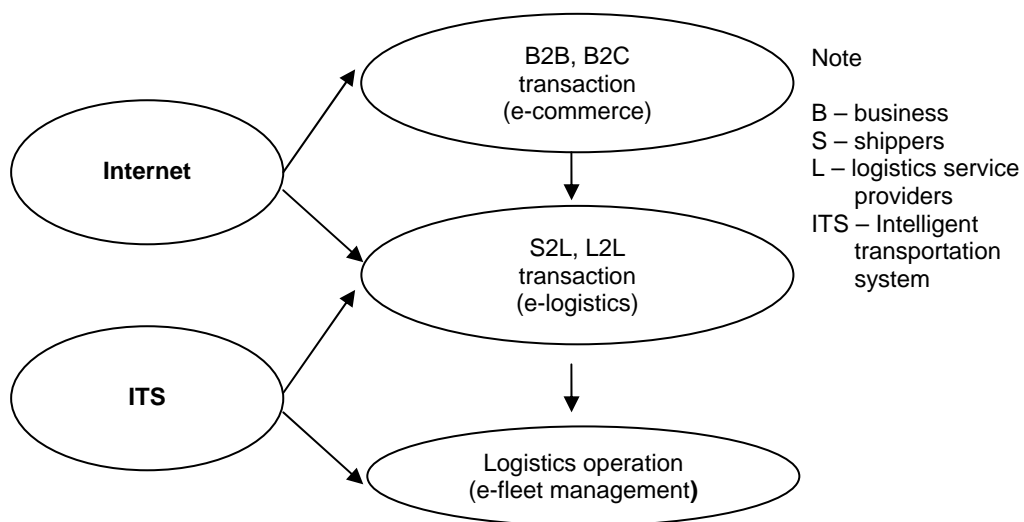 B2B, B2C
transaction
(e-commerce)
Note
B – business
S – shippers
L – logistics service
providers
ITS – Intelligent
transportation
system
Internet
S2L, L2L
transaction
(e-logistics)
ITS
Logistics operation
(e-fleet management)